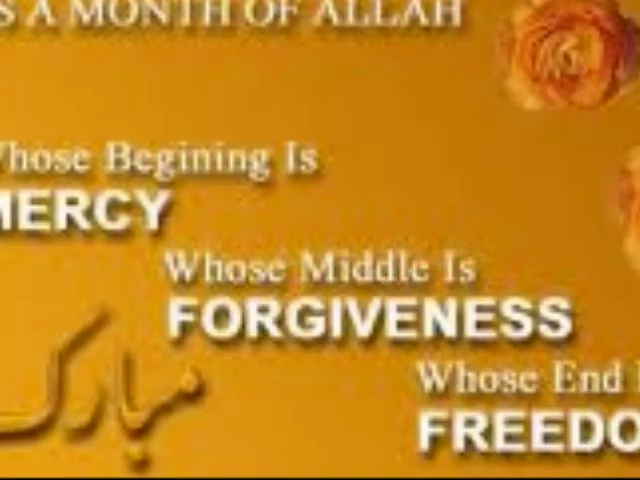 S A MONTH OF ALLAH
Whose Begining Is
MERCY
Whose Middle Is
FORGIVENESS
Whose End
FREEDO
مبارک